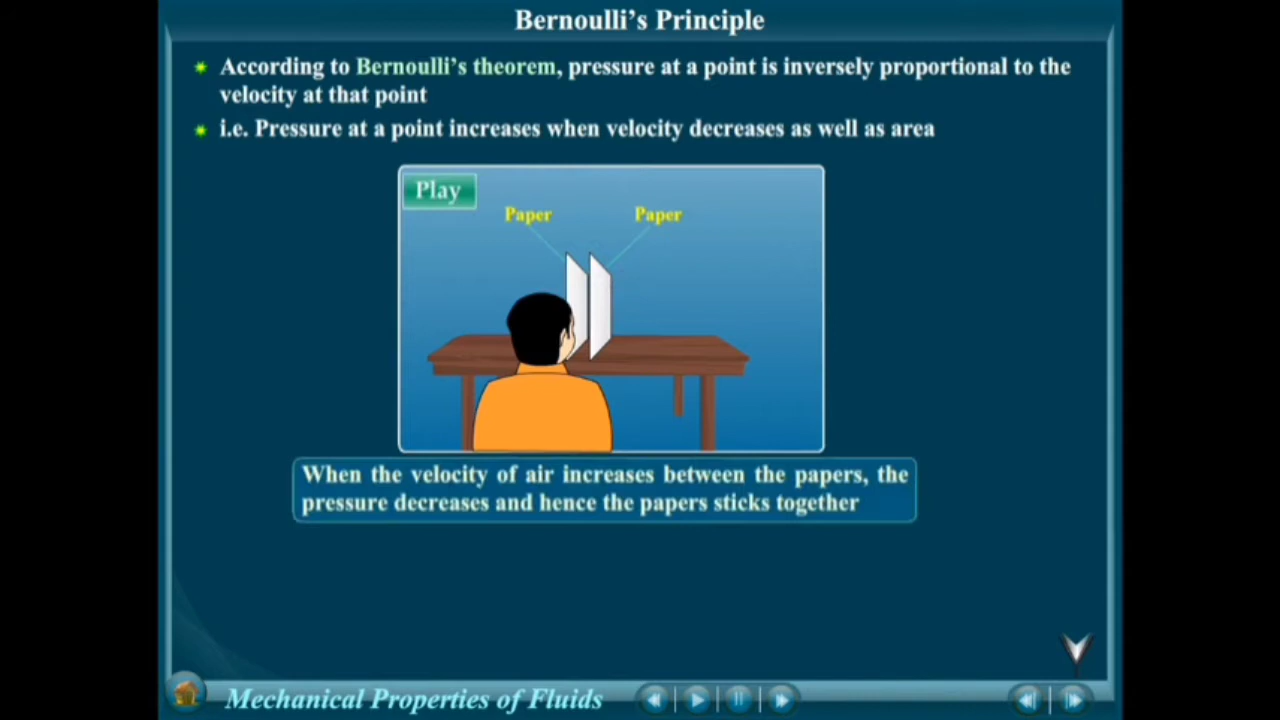 Bernoulli's Principle
According to Bernoulli's theorem, pressure at a point is inversely proportional to the
velocity at that point
i.e. Pressure at a point increases when velocity decreases as well as area
Play
Paper Paper
When the velocity of air increases between the papers, the
pressure decreases and hence the papers sticks together
Mechanical Properties of Fluids